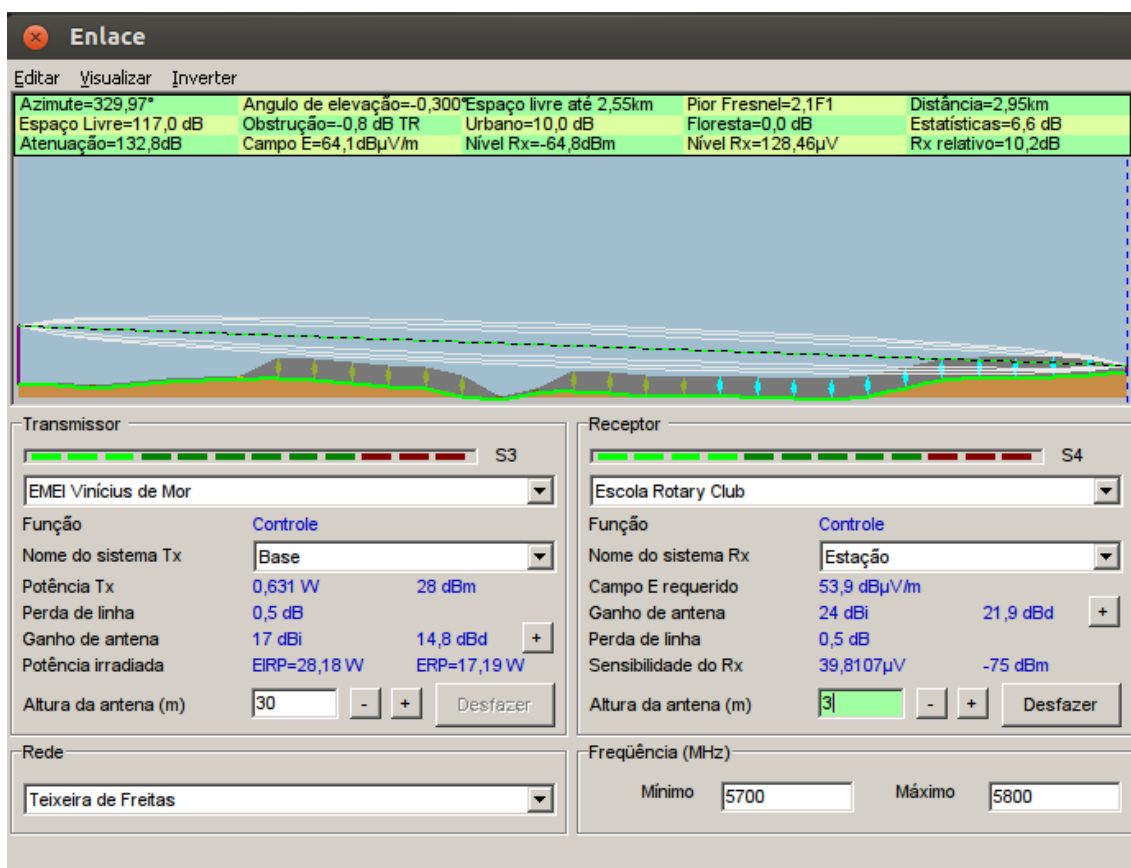 Enlace
Editar Visualizar Inverter
Azimute=329,97° Angulo de elevação=-0,300° Espaço livre até 2,55km Pior Fresnel=2,1F1 Distância=2,95km
Espaço Livre=117,0 dB Obstrução=-0,8 dB TR Urbano=10,0 dB Floresta=0,0 dB Estatísticas=6,6 dB
Atenuação=132,8dB Campo E=64,1dBµV/m Nível Rx=-64,8dBm Nível Rx=128,46µV Rx relativo=10,2dB
Transmissor
S3
EMEI Vinícius de Mor
Função Controle
Nome do sistema Tx Base
Potência Tx 0,631 W 28 dBm
Perda de linha 0,5 dB
Ganho de antena 17 dBi 14,8 dBd +
Potência irradiada EIRP=28,18 W ERP=17,19 W
Altura da antena (m) 30 - + Desfazer
Rede
Teixeira de Freitas
Receptor
S4
Escola Rotary Club
Função Controle
Nome do sistema Rx Estação
Campo E requerido 53,9 dBµV/m
Ganho de antena 24 dBi 21,9 dBd +
Perda de linha 0,5 dB
Sensibilidade do Rx 39,8107µV -75 dBm
Altura da antena (m) 3 - + Desfazer
Freqüência (MHz)
Mínimo 5700 Máximo 5800